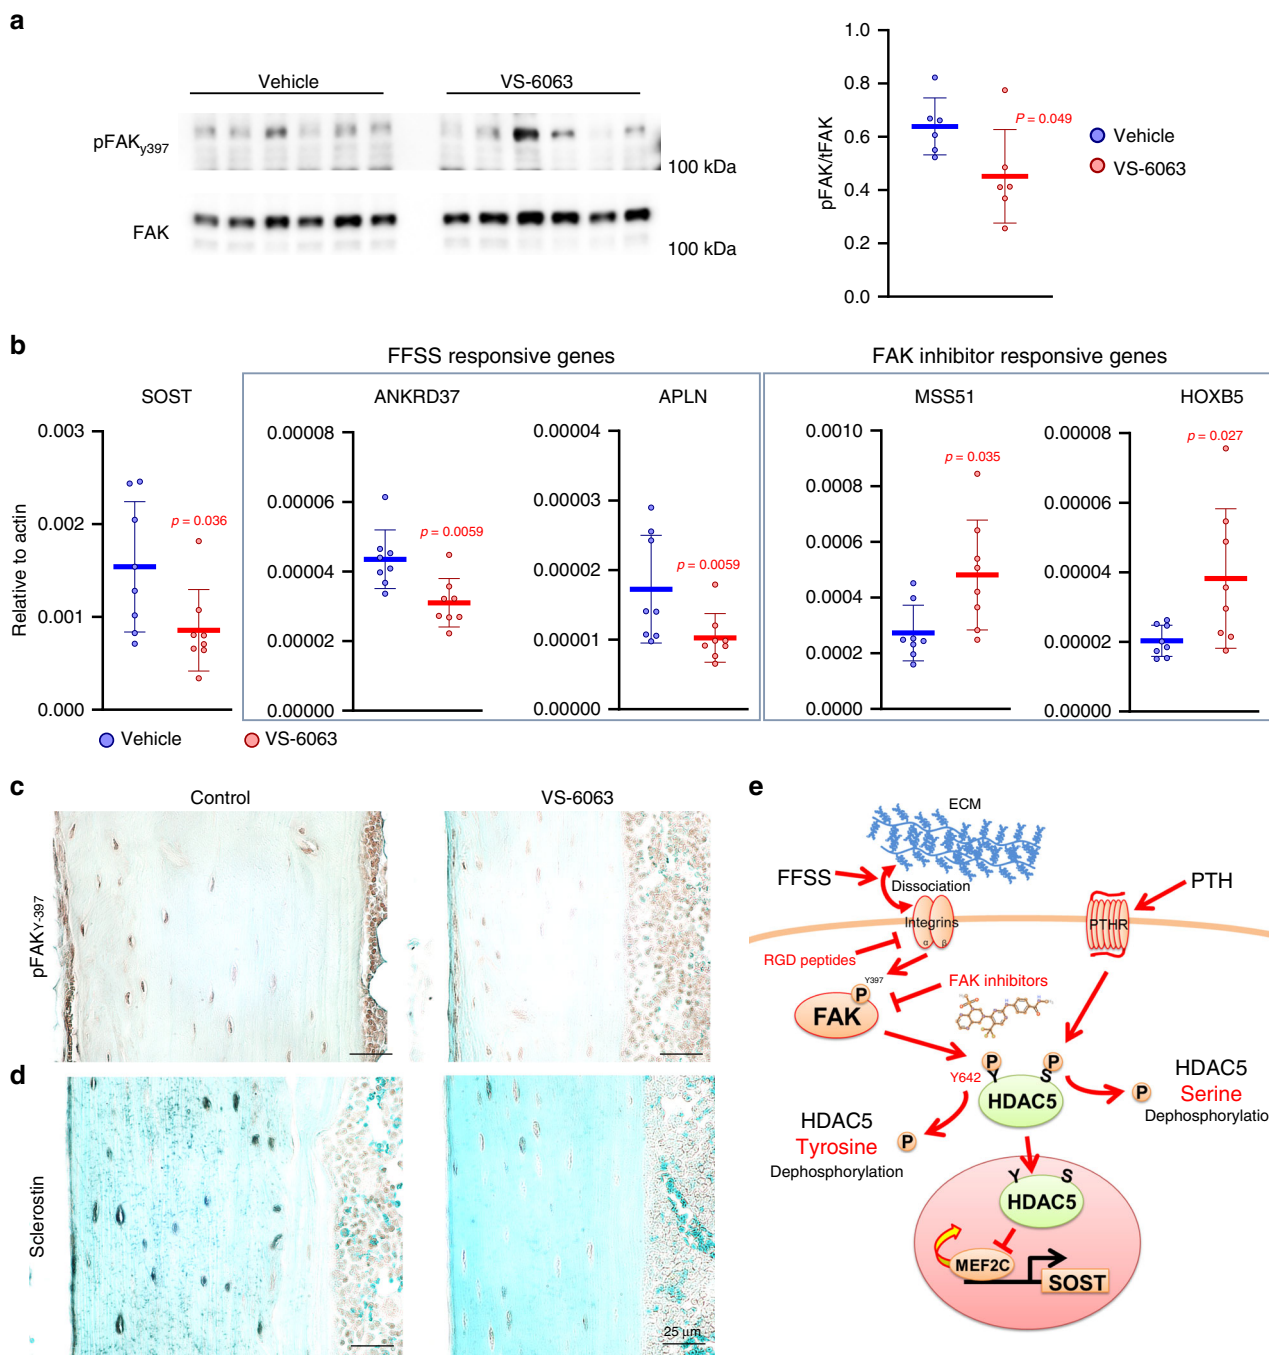 a
Vehicle
VS-6063
pFAKy397
100 kDa
FAK
100 kDa
pFAK/tFAK
1.0
0.8
0.6
0.4
0.2
0.0
P = 0.049
Vehicle
VS-6063
b
FFSS responsive genes
FAK inhibitor responsive genes
SOST
ANKRD37
APLN
MSS51
HOXB5
Relative to actin
0.003
0.002
0.001
0.000
p = 0.036
0.00008
0.00006
0.00004
0.00002
0.00000
p = 0.0059
0.00004
0.00003
0.00002
0.00001
0.00000
p = 0.0059
0.0010
0.0008
0.0006
0.0004
0.0002
0.0000
p = 0.035
0.00008
0.00006
0.00004
0.00002
0.00000
p = 0.027
Vehicle
VS-6063
c
Control
VS-6063
pFAKY-397
d
Sclerostin
25 µm
e
ECM
FFSS
Dissociation
PTH
Integrins
α β
PTHR
RGD peptides
Y397
P
FAK inhibitors
FAK
P
P
Y642
Y
S
HDAC5
HDAC5
Serine
Dephosphorylatio
P
HDAC5
Tyrosine
Dephosphorylation
P
Y
S
HDAC5
MEF2C
SOST